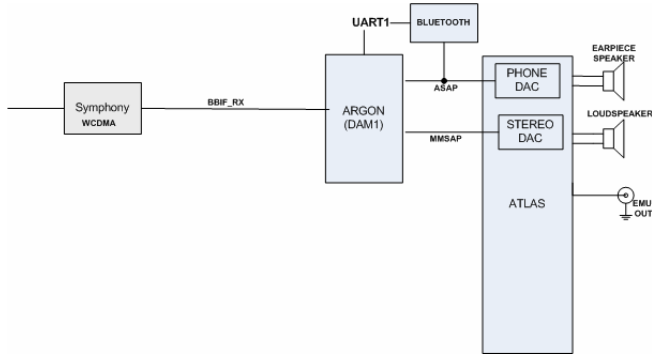 UART1
BLUETOOTH
EARPIECE
SPEAKER
PHONE
DAC
ASAP
Symphony
WCDMA
BBIF_RX
ARGON
(DAM1)
LOUDSPEAKER
STEREO
DAC
MMSAP
ATLAS
EMU
OUT